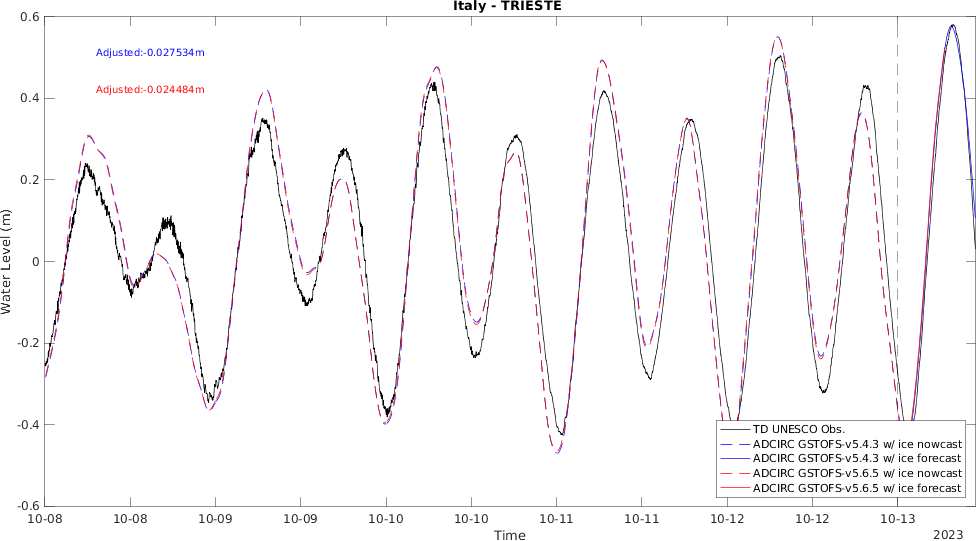 Italy - TRIESTE
Adjusted:-0.027534m
Adjusted:-0.024484m
Water Level (m)
0.6
0.4
0.2
0
-0.2
-0.4
-0.6
TD UNESCO Obs.
ADCIRC GSTOFS-v5.4.3 w/ ice nowcast
ADCIRC GSTOFS-v5.4.3 w/ ice forecast
ADCIRC GSTOFS-v5.6.5 w/ ice nowcast
ADCIRC GSTOFS-v5.6.5 w/ ice forecast
10-08 10-08 10-09 10-09 10-10 10-10 10-11 10-11 10-12 10-12 10-13
Time
2023